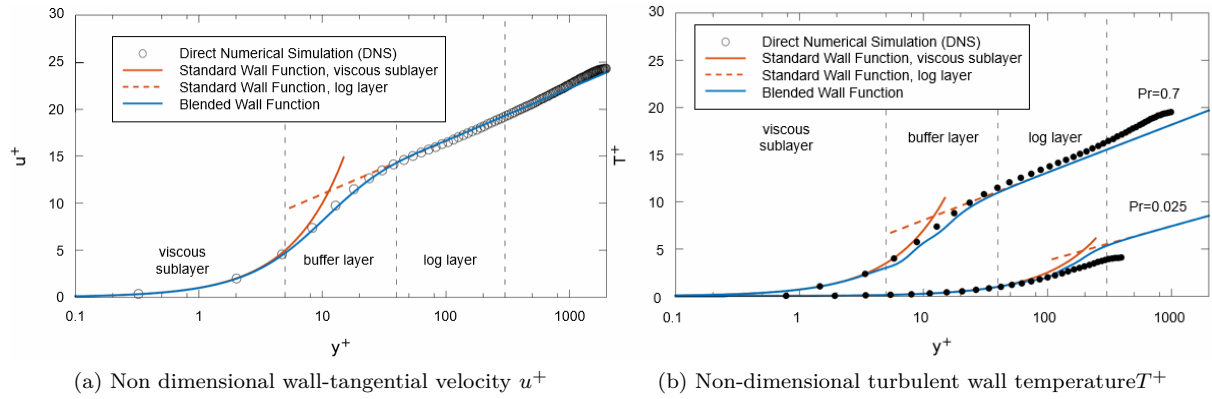 30
25
20
15
10
5
0
u+
Direct Numerical Simulation (DNS)
Standard Wall Function, viscous sublayer
Standard Wall Function, log layer
Blended Wall Function
viscous
sublayer
buffer layer
log layer
0.1
1
10
100
1000
y+
(a) Non dimensional wall-tangential velocity u+
30
25
20
15
10
5
0
T+
Direct Numerical Simulation (DNS)
Standard Wall Function, viscous sublayer
Standard Wall Function, log layer
Blended Wall Function
Pr=0.7
viscous
sublayer
buffer layer
log layer
Pr=0.025
0.1
1
10
100
1000
y+
(b) Non-dimensional turbulent wall temperatureT+